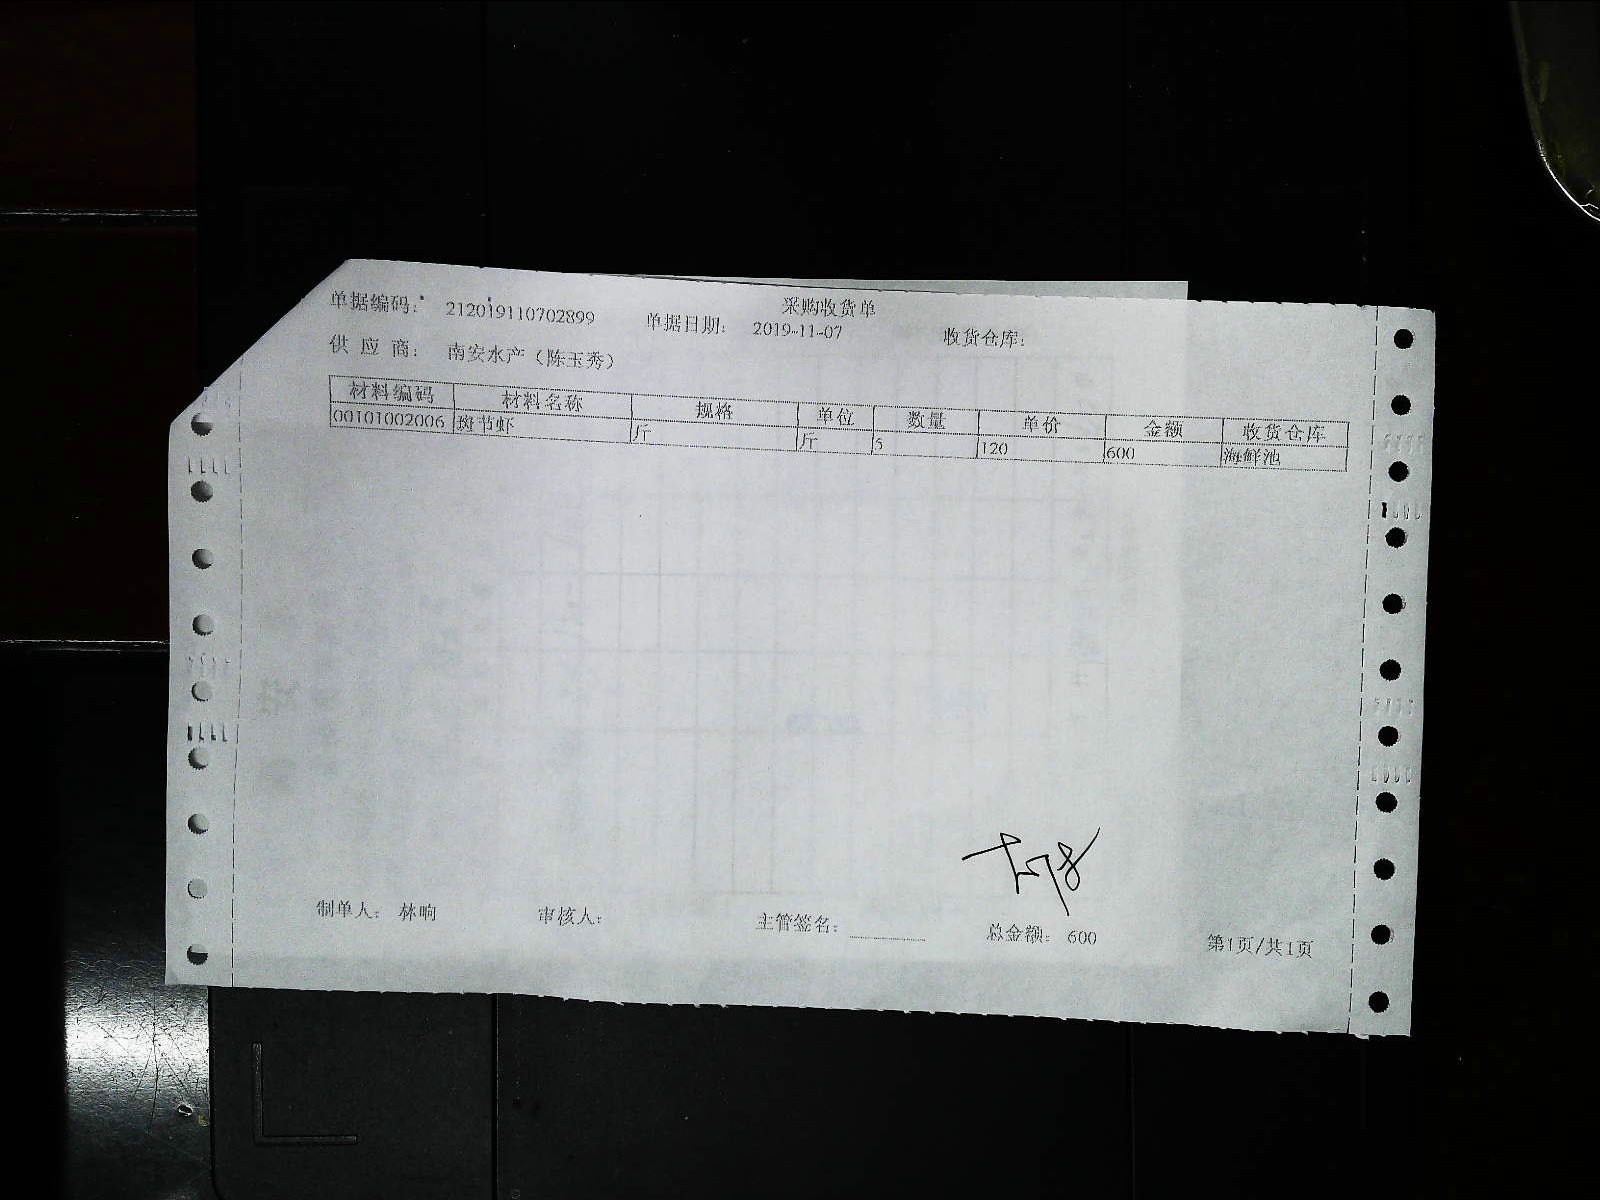 采购收货单
单据编码： 212019110702899 单据日期： 2019-11-07 收货仓库：
供 应 商： 南安水产（陈玉秀）
材料编码 材料名称 规格 单位 数量 单价 金额 收货仓库
00101002006 斑节虾 斤 斤 5 120 600 海鲜池
制单人： 林响 审核人： 主管签名： 总金额： 600 第1页/共1页